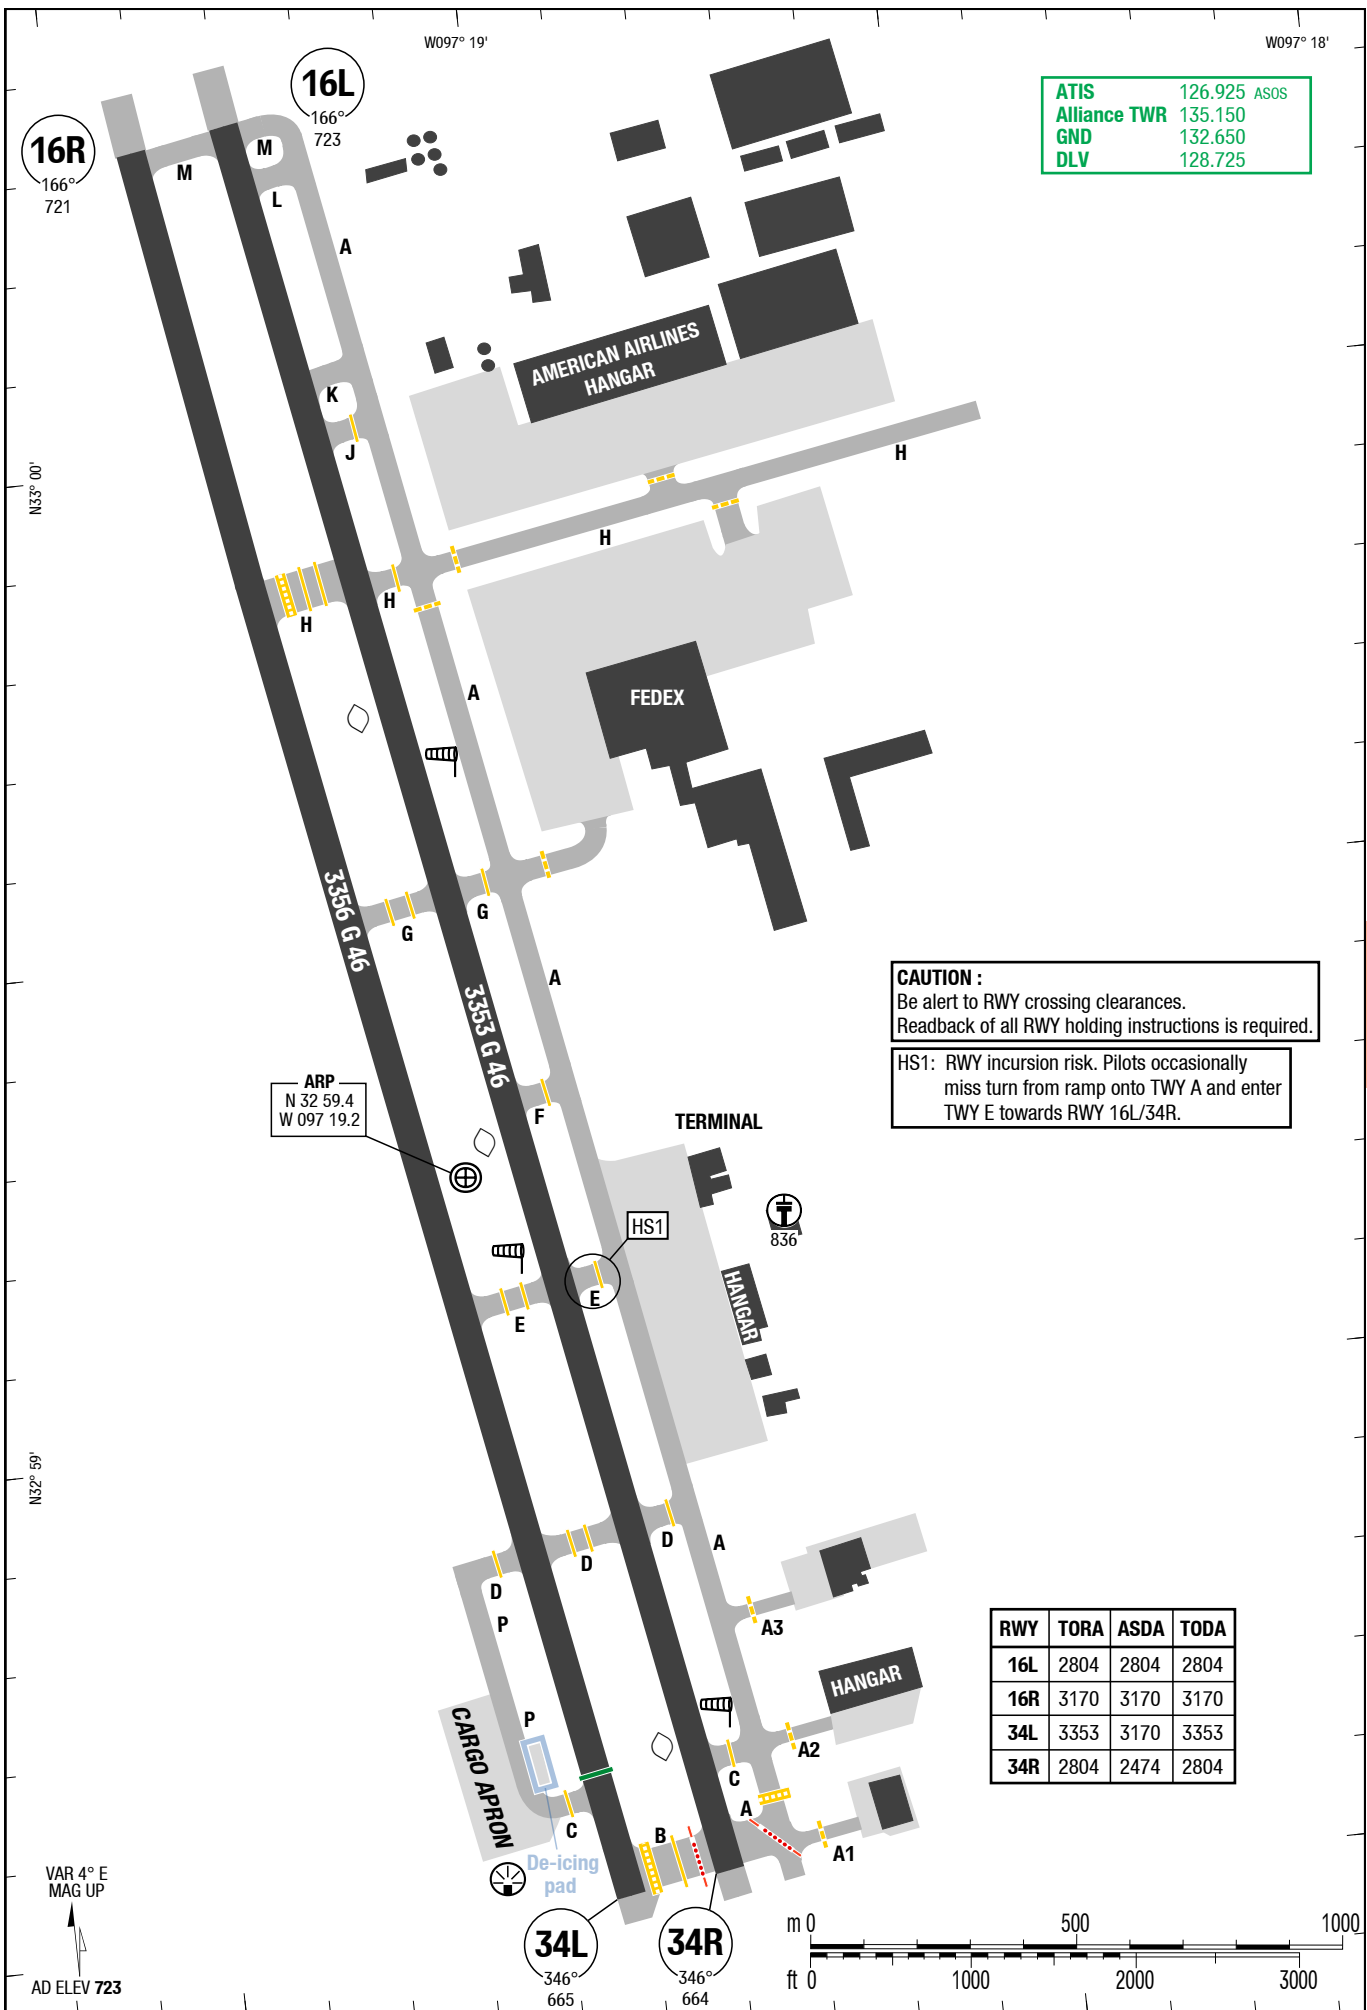 W097° 19'
W097° 18'
16L
166°
723
16R
166°
721
ATIS 126.925 ASOS
Alliance TWR 135.150
GND 132.650
DLV 128.725
M
M
L
A
AMERICAN AIRLINES
HANGAR
K
J
H
N33° 00'
H
H
H
A
FEDEX
3356 G 46
G
G
A
3353 G 46
CAUTION :
Be alert to RWY crossing clearances.
Readback of all RWY holding instructions is required.
HS1: RWY incursion risk. Pilots occasionally
miss turn from ramp onto TWY A and enter
TWY E towards RWY 16L/34R.
ARP
N 32 59.4
W 097 19.2
F
TERMINAL
HS1
836
E
E
HANGAR
N32° 59'
D
D
D
A
P
A3
RWY TORA ASDA TODA
16L 2804 2804 2804
16R 3170 3170 3170
34L 3353 3170 3353
34R 2804 2474 2804
HANGAR
P
CARGO APRON
A2
C
A
C
B
A1
De-icing
pad
VAR 4° E
MAG UP
34L
346°
665
34R
346°
664
m 0 500 1000
ft 0 1000 2000 3000
AD ELEV 723